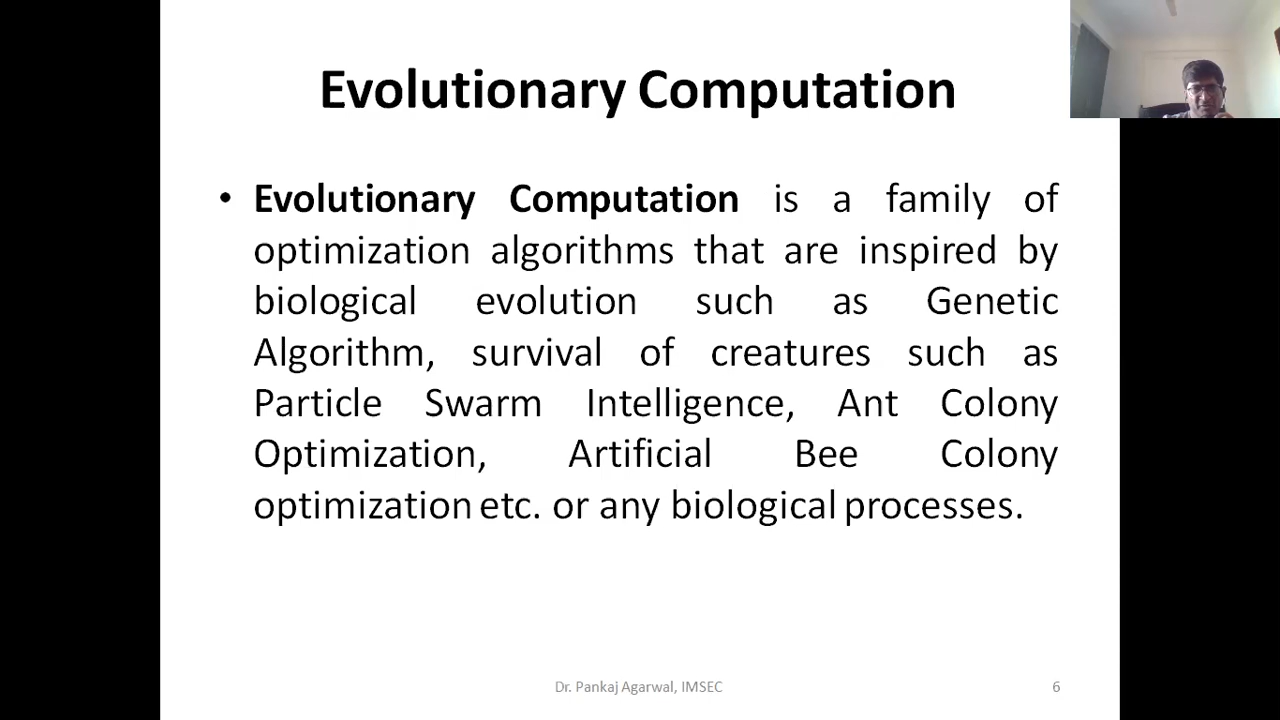 Evolutionary Computation
• Evolutionary Computation is a family of
optimization algorithms that are inspired by
biological evolution such as Genetic
Algorithm, survival of creatures such as
Particle Swarm Intelligence, Ant Colony
Optimization, Artificial Bee Colony
optimization etc. or any biological processes.
Dr. Pankaj Agarwal, IMSEC
6